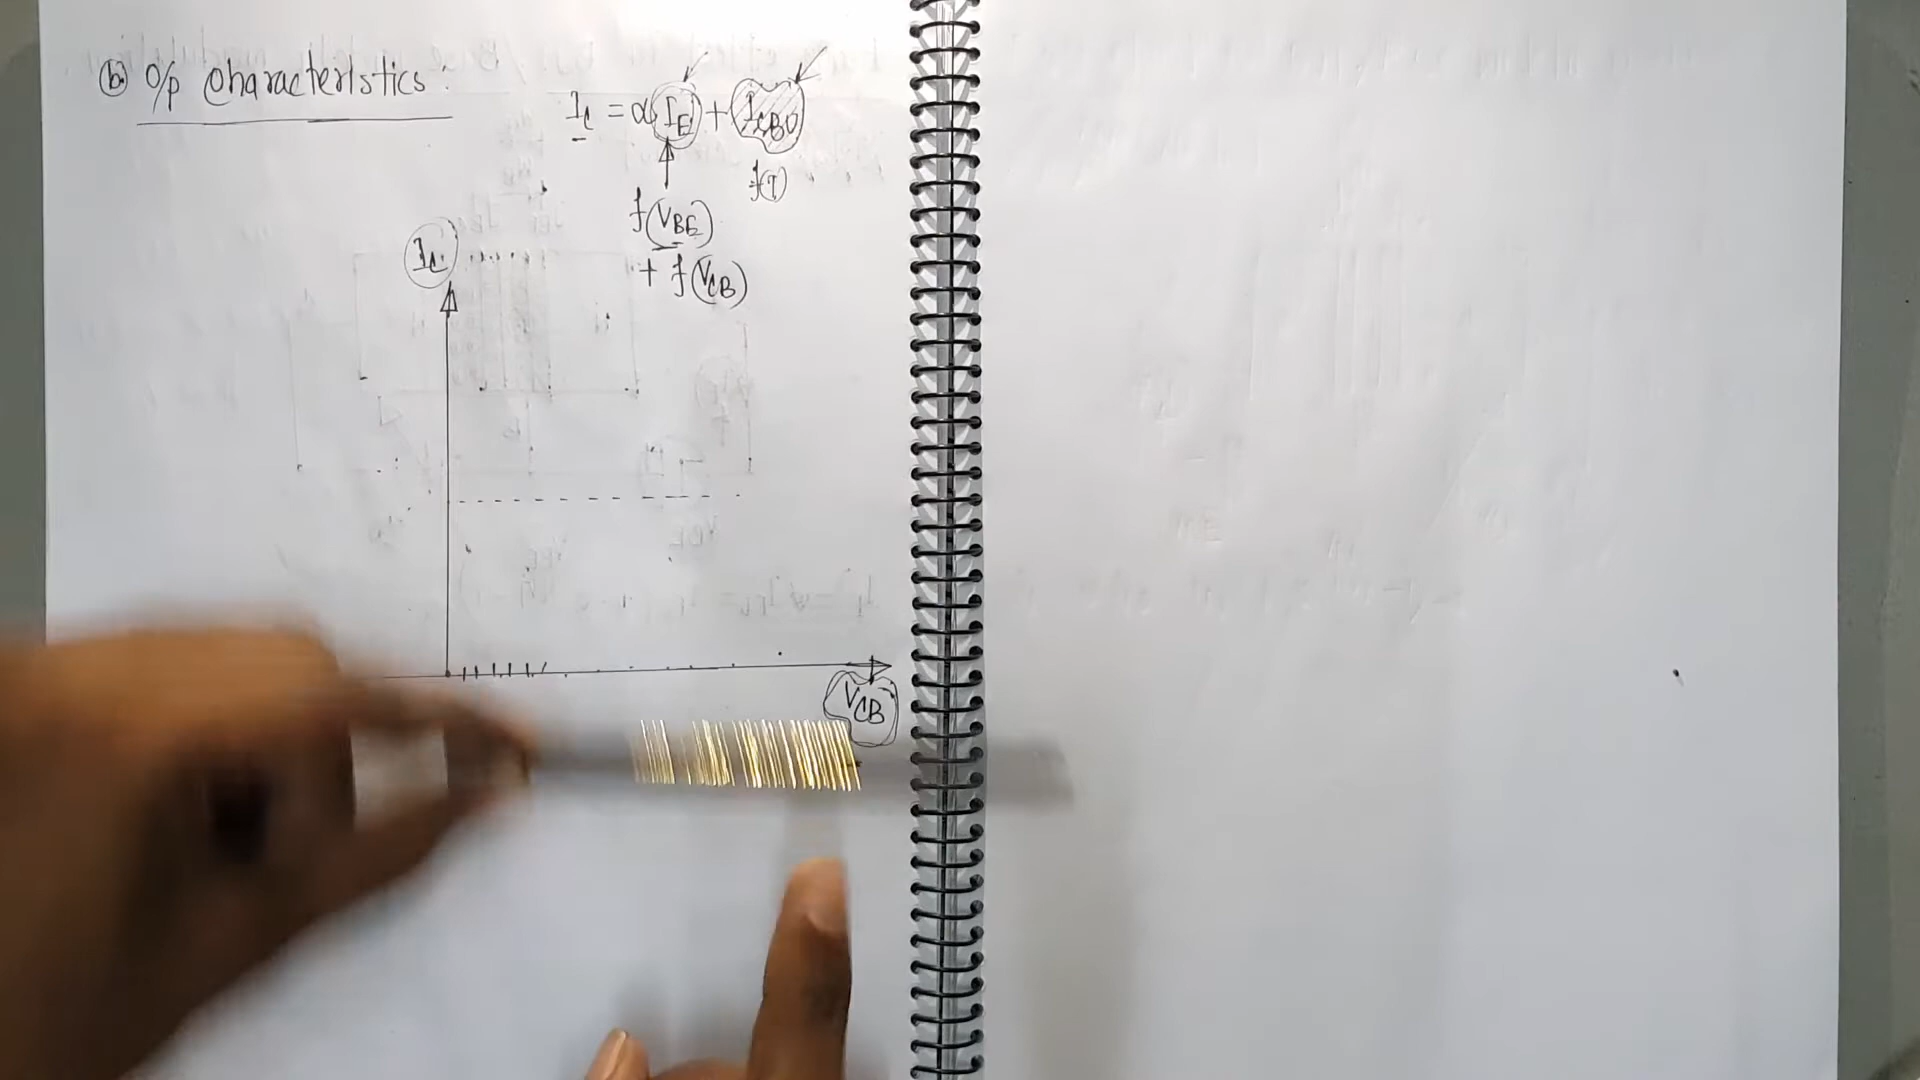 (b) O/p characteristics:
I_C = α I_E + I_CBO
f(T)
f(V_BE)
+ f(V_CB)
I_C
V_CB